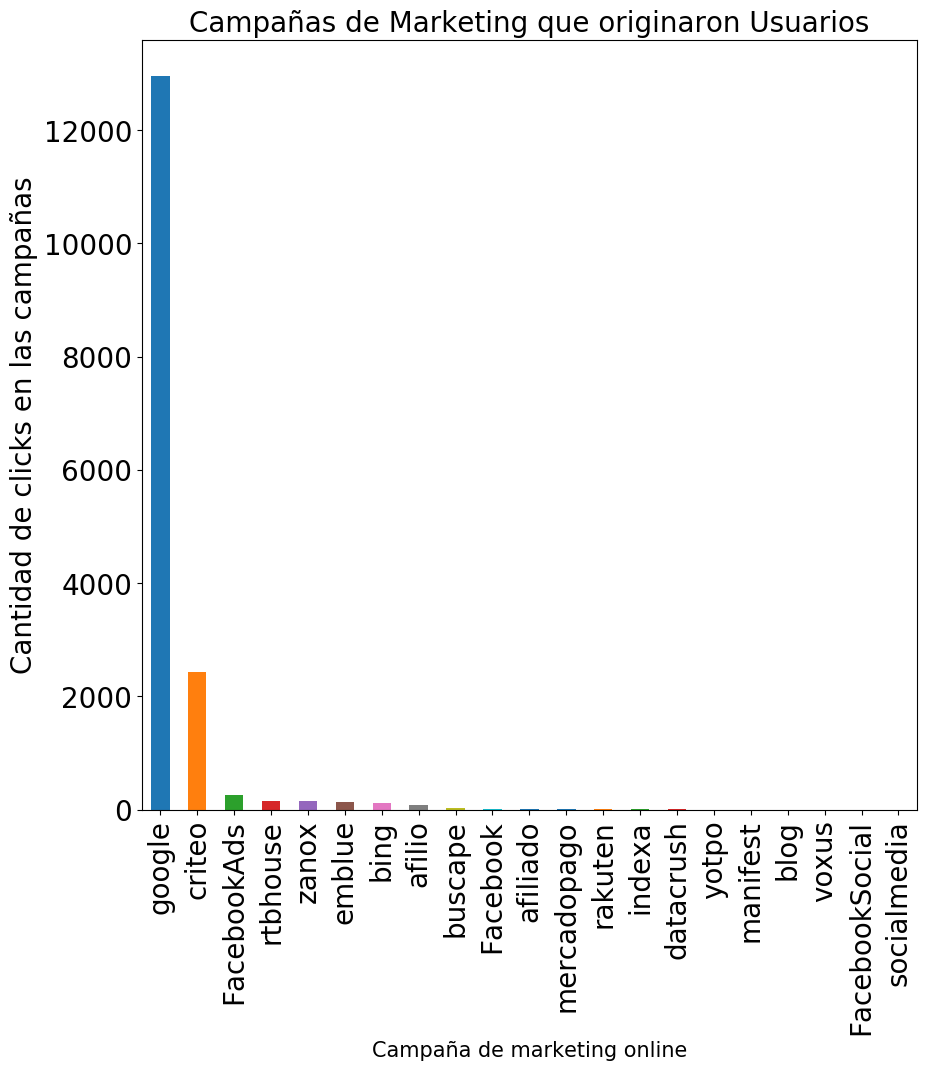 Campañas de Marketing que originaron Usuarios
Cantidad de clicks en las campañas
12000
10000
8000
6000
4000
2000
0
google
criteo
FacebookAds
rtbhouse
zanox
emblue
bing
afilio
buscape
Facebook
afiliado
mercadopago
rakuten
indexa
datacrush
yotpo
manifest
blog
voxus
FacebookSocial
socialmedia
Campaña de marketing online